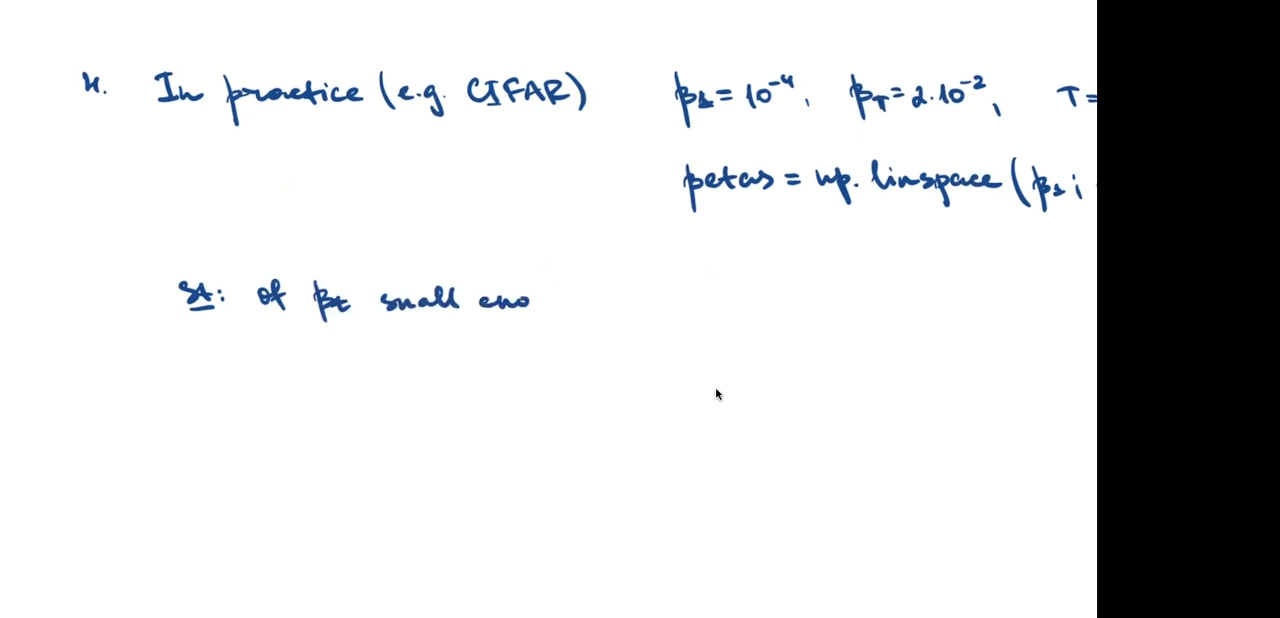 4. In practice (e.g. CIFAR) β₁ = 10⁻⁴, β_T = 2.10⁻², T =
betas = np.linspace(β₁;
St: if βt small eno